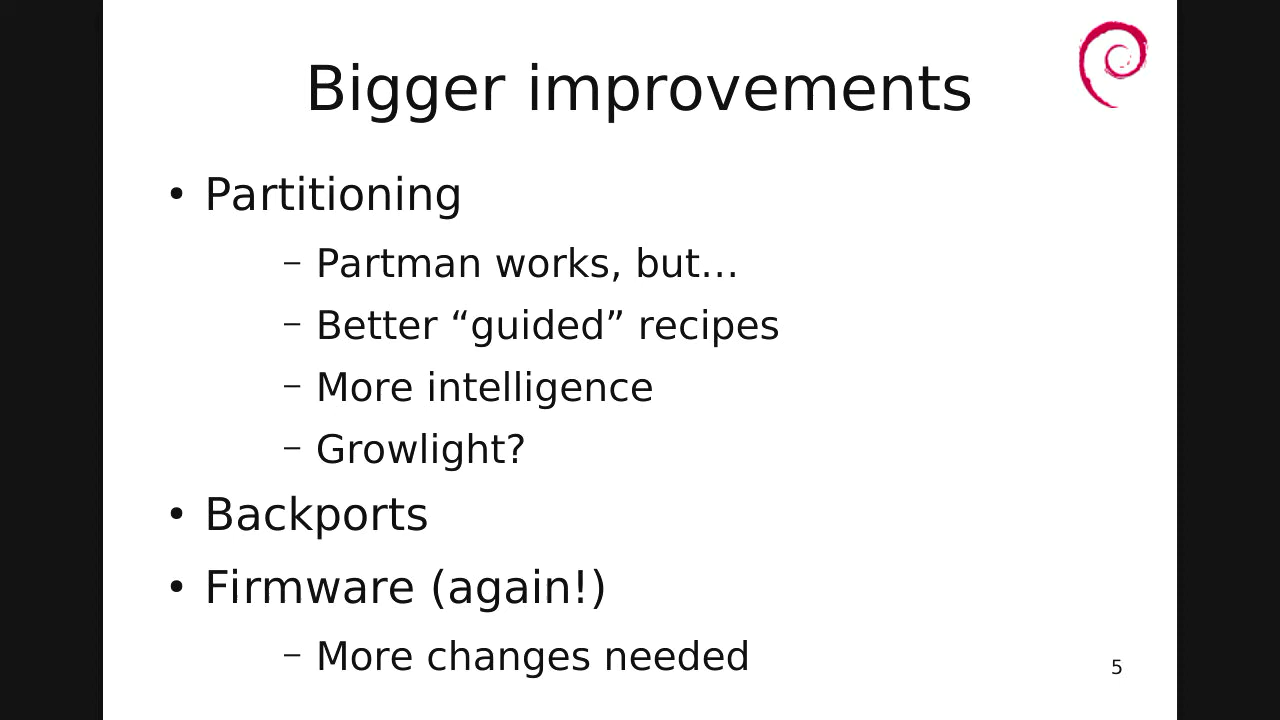 Bigger improvements
• Partitioning
– Partman works, but…
– Better “guided” recipes
– More intelligence
– Growlight?
• Backports
• Firmware (again!)
– More changes needed
5